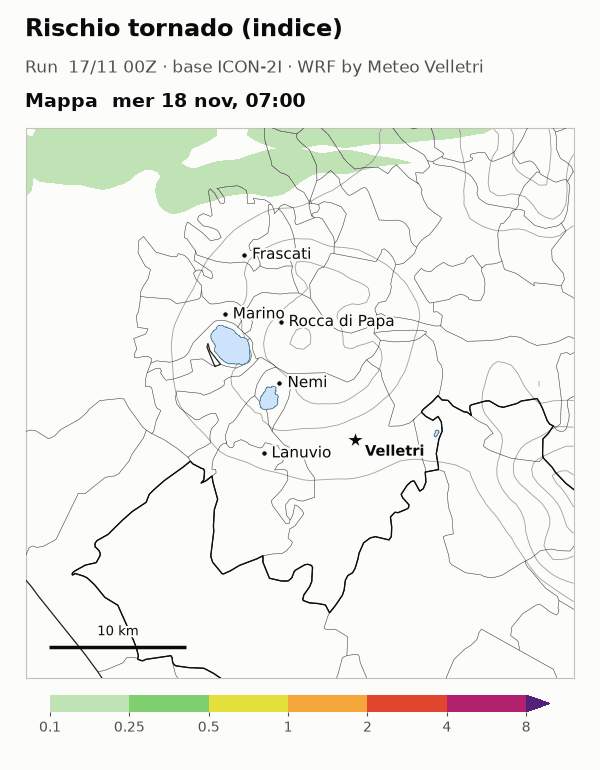 Rischio tornado (indice)
Run  17/11 00Z · base ICON-2I · WRF by Meteo Velletri
Mappa  mer 18 nov, 07:00
Frascati
Marino
Rocca di Papa
Nemi
Velletri
Lanuvio
10 km
0.1 0.25 0.5 1 2 4 8